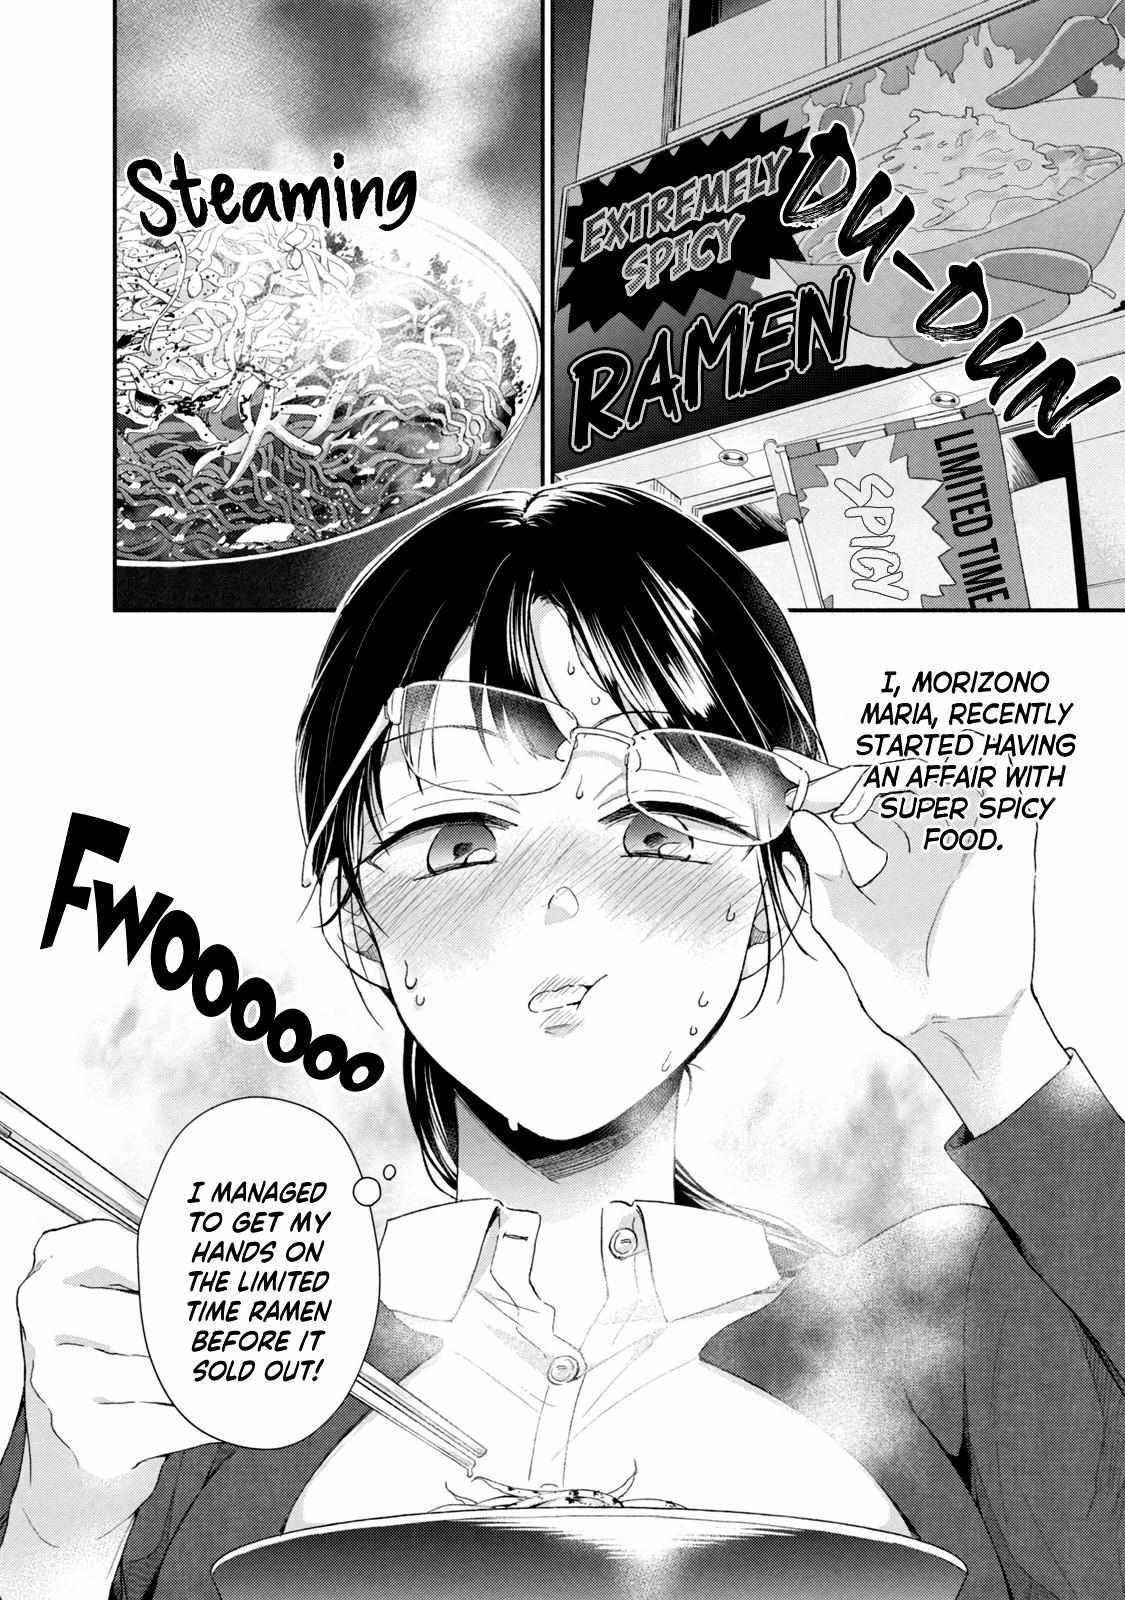 DU-DUN
EXTREMELY
SPICY
RAMEN
LIMITED TIME
SPICY
Steaming
I, MORIZONO
MARIA, RECENTLY
STARTED HAVING
AN AFFAIR WITH
SUPER SPICY
FOOD.
FWOOOOOO
I MANAGED
TO GET MY
HANDS ON
THE LIMITED
TIME RAMEN
BEFORE IT
SOLD OUT!